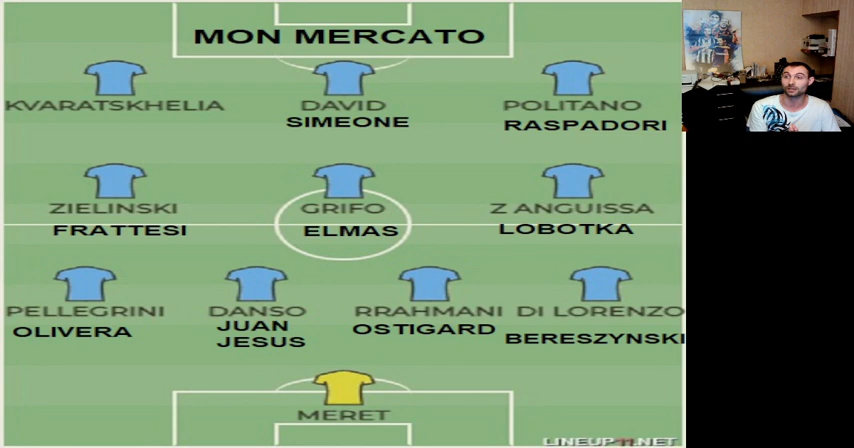 MON MERCATO
KVARATSKHELIA DAVID POLITANO
SIMEONE RASPADORI
ZIELINSKI GRIFO Z ANGUISSA
FRATTESI ELMAS LOBOTKA
PELLEGRINI DANSO RRAHMANI DI LORENZO
OLIVERA JUAN JESUS OSTIGARD BERESZYNSKI
MERET
LINEUP11.NET